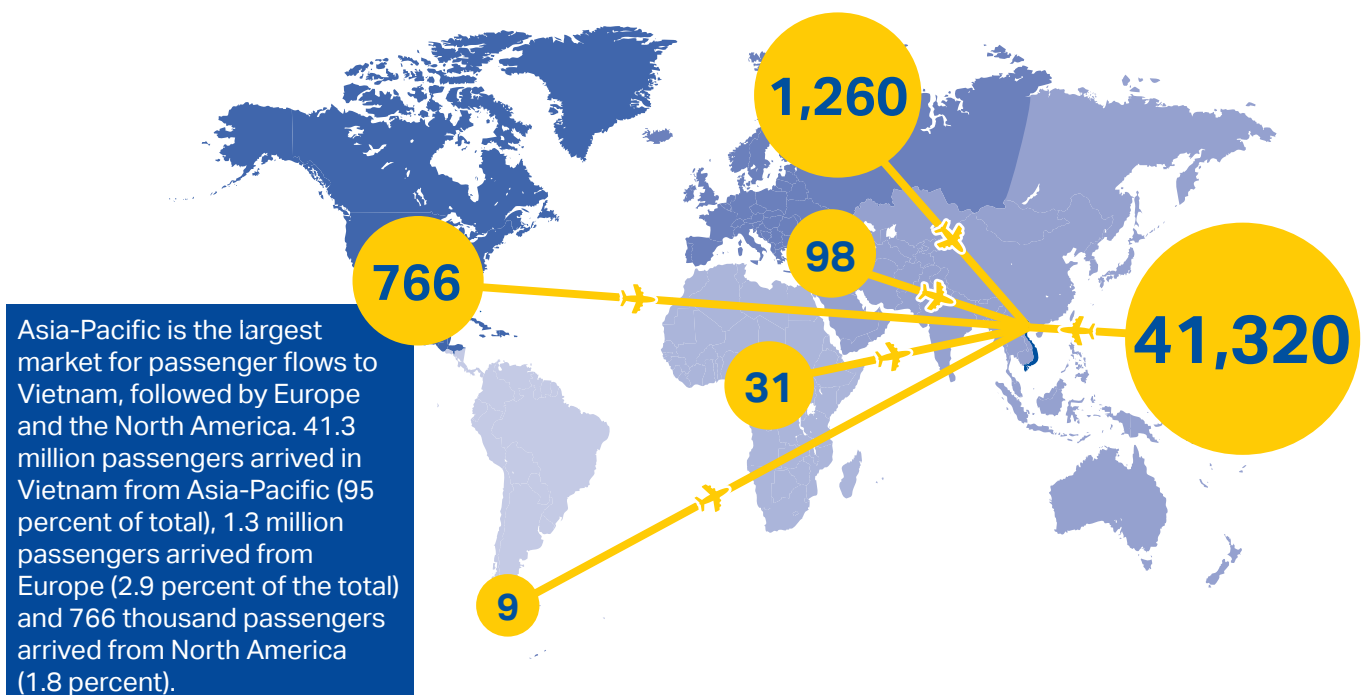 1,260
98
766
41,320
31
9
Asia-Pacific is the largest
market for passenger flows to
Vietnam, followed by Europe
and the North America. 41.3
million passengers arrived in
Vietnam from Asia-Pacific (95
percent of total), 1.3 million
passengers arrived from
Europe (2.9 percent of the total)
and 766 thousand passengers
arrived from North America
(1.8 percent).